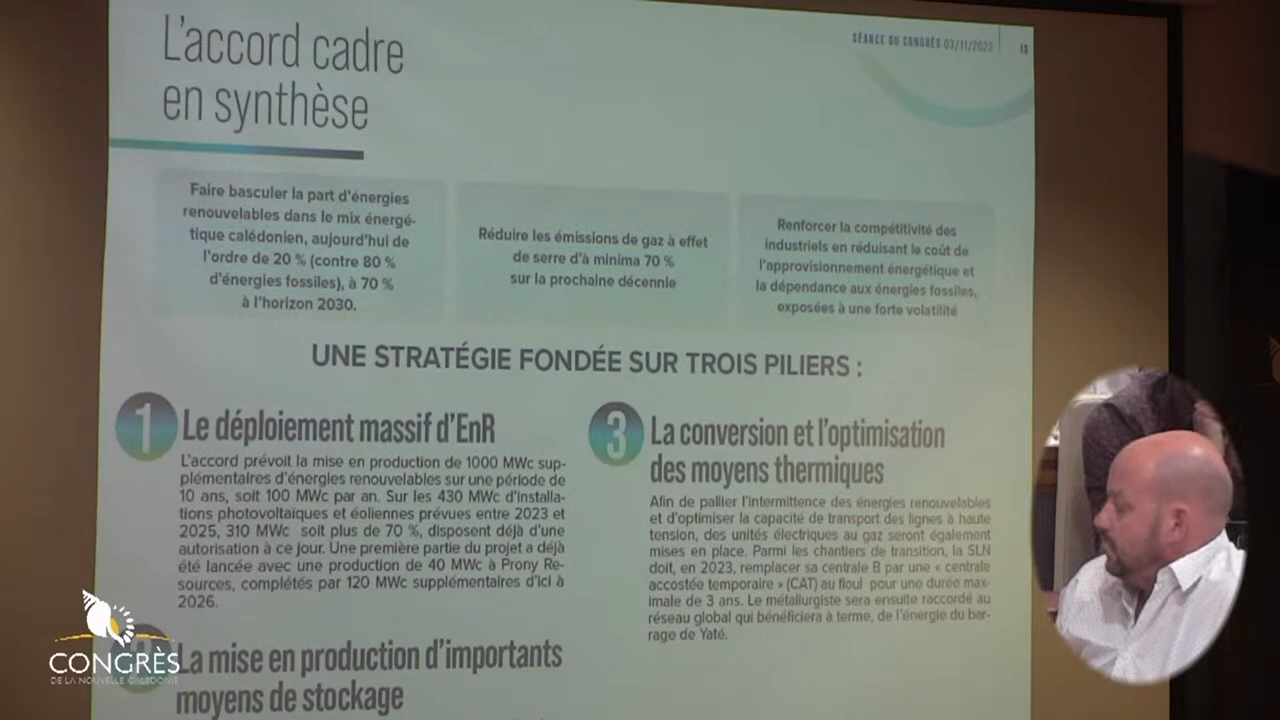 L'accord cadre
en synthèse
SÉANCE DU CONGRÈS 03/11/2022
13
Faire basculer la part d'énergies
renouvelables dans le mix énergé-
tique calédonien, aujourd'hui de
l'ordre de 20 % (contre 80 %
d'énergies fossiles), à 70 %
à l'horizon 2030.
Réduire les émissions de gaz à effet
de serre d'à minima 70 %
sur la prochaine décennie
Renforcer la compétitivité des
industriels en réduisant le coût de
l'approvisionnement énergétique et
la dépendance aux énergies fossiles,
exposées à une forte volatilité
UNE STRATÉGIE FONDÉE SUR TROIS PILIERS :
1 Le déploiement massif d'EnR
L'accord prévoit la mise en production de 1000 MWc sup-
plémentaires d'énergies renouvelables sur une période de
10 ans, soit 100 MWc par an. Sur les 430 MWc d'installa-
tions photovoltaïques et éoliennes prévues entre 2023 et
2025, 310 MWc soit plus de 70 %, disposent déjà d'une
autorisation à ce jour. Une première partie du projet a déjà
été lancée avec une production de 40 MWc à Prony Re-
sources, complétés par 120 MWc supplémentaires d'ici à
2026.
La mise en production d'importants
moyens de stockage
3 La conversion et l'optimisation
des moyens thermiques
Afin de pallier l'intermittence des énergies renouvelables
et d'optimiser la capacité de transport des lignes à haute
tension, des unités électriques au gaz seront également
mises en place. Parmi les chantiers de transition, la SLN
doit, en 2023, remplacer sa centrale B par une « centrale
accostée temporaire » (CAT) au fioul pour une durée max-
imale de 3 ans. Le métallurgiste sera ensuite raccordé au
réseau global qui bénéficiera à terme, de l'énergie du bar-
rage de Yaté.
CONGRÈS
DE LA NOUVELLE CALÉDONIE